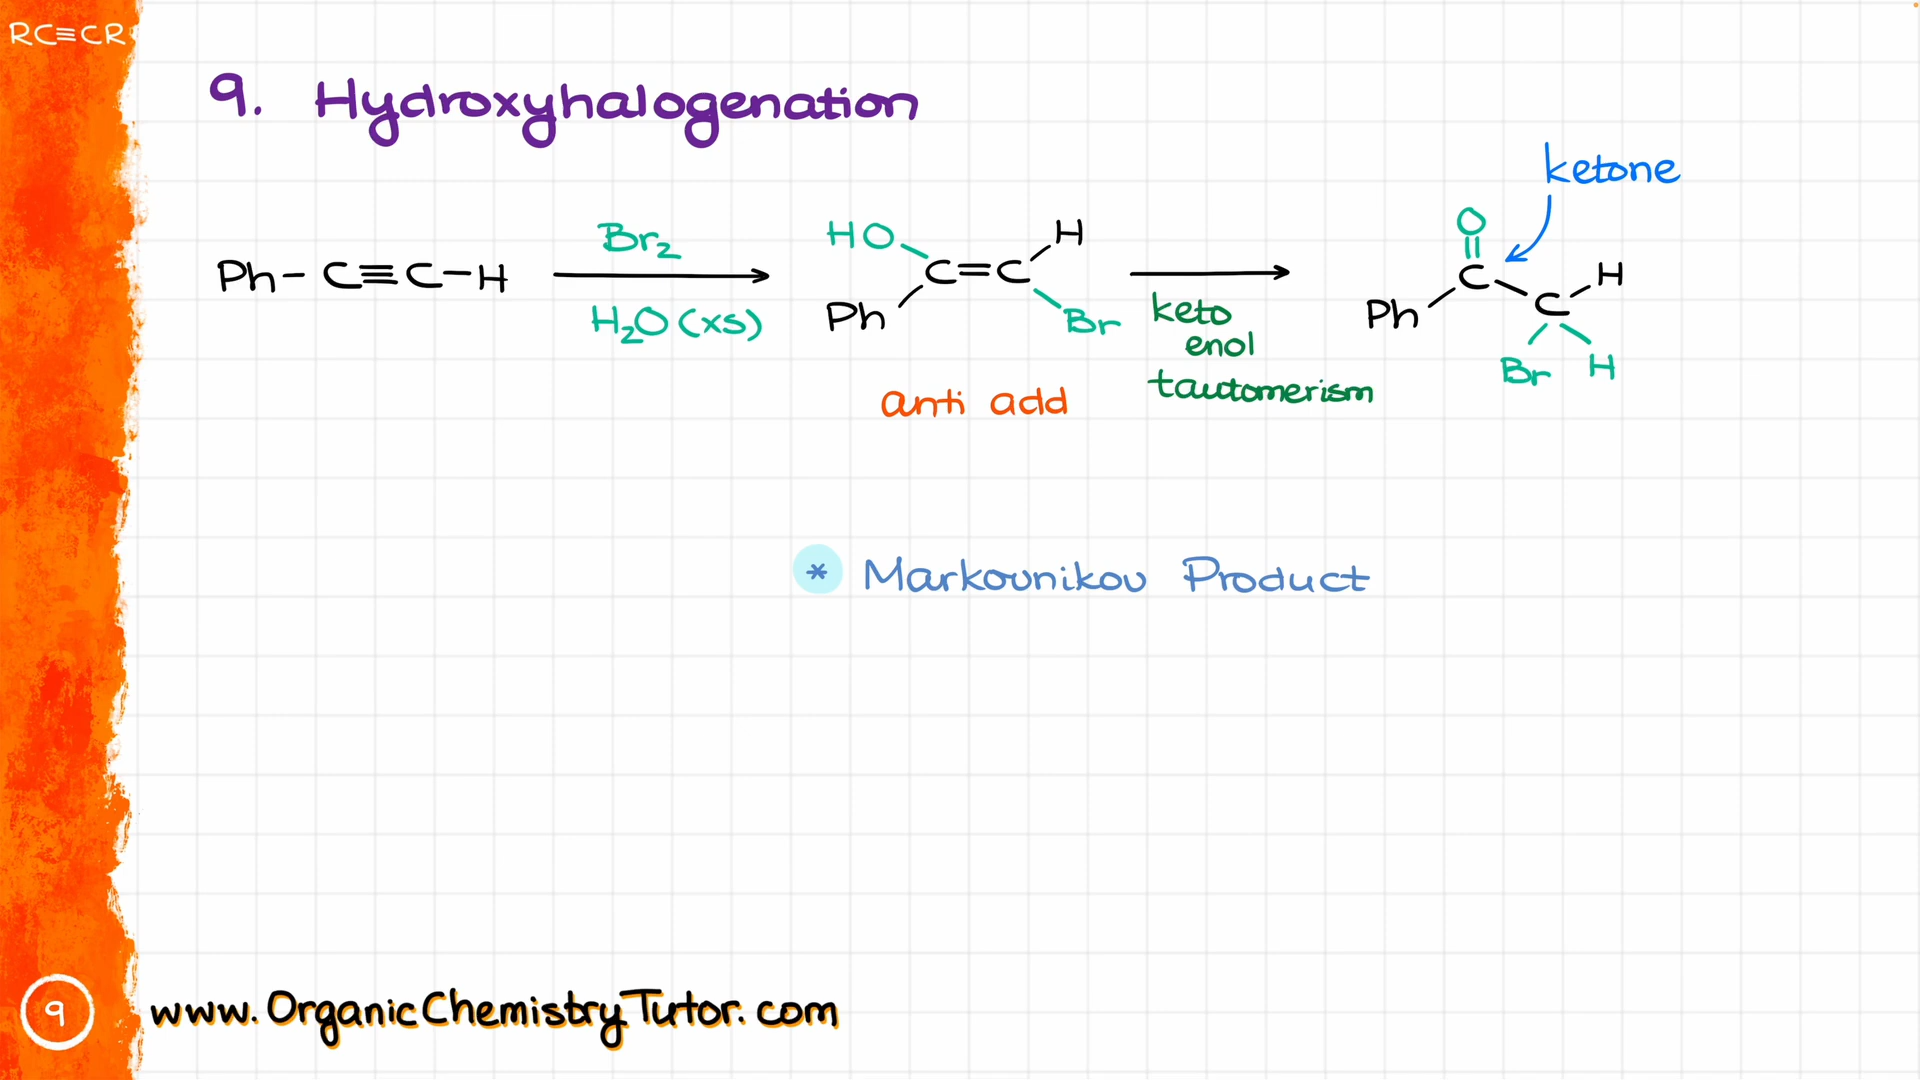 RC≡CR
9. Hydroxyhalogenation
ketone
Ph-C≡C-H
Br₂
H₂O (xs)
HO
H
C=C
Ph
Br
anti add
keto
enol
tautomerism
O
C
H
Ph
C
Br H
* Markovnikov Product
9
www.OrganicChemistryTutor.com